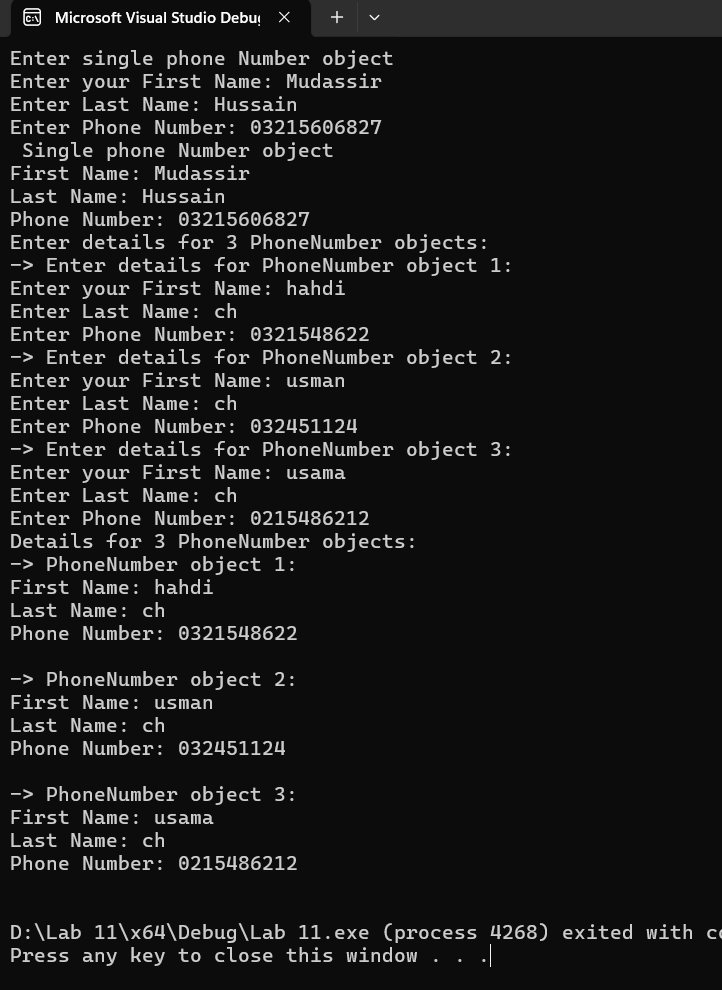 Microsoft Visual Studio Debug
Enter single phone Number object
Enter your First Name: Mudassir
Enter Last Name: Hussain
Enter Phone Number: 03215606827
 Single phone Number object
First Name: Mudassir
Last Name: Hussain
Phone Number: 03215606827
Enter details for 3 PhoneNumber objects:
-> Enter details for PhoneNumber object 1:
Enter your First Name: hahdi
Enter Last Name: ch
Enter Phone Number: 0321548622
-> Enter details for PhoneNumber object 2:
Enter your First Name: usman
Enter Last Name: ch
Enter Phone Number: 032451124
-> Enter details for PhoneNumber object 3:
Enter your First Name: usama
Enter Last Name: ch
Enter Phone Number: 0215486212
Details for 3 PhoneNumber objects:
-> PhoneNumber object 1:
First Name: hahdi
Last Name: ch
Phone Number: 0321548622
-> PhoneNumber object 2:
First Name: usman
Last Name: ch
Phone Number: 032451124
-> PhoneNumber object 3:
First Name: usama
Last Name: ch
Phone Number: 0215486212
D:\Lab 11\x64\Debug\Lab 11.exe (process 4268) exited with
Press any key to close this window . . .